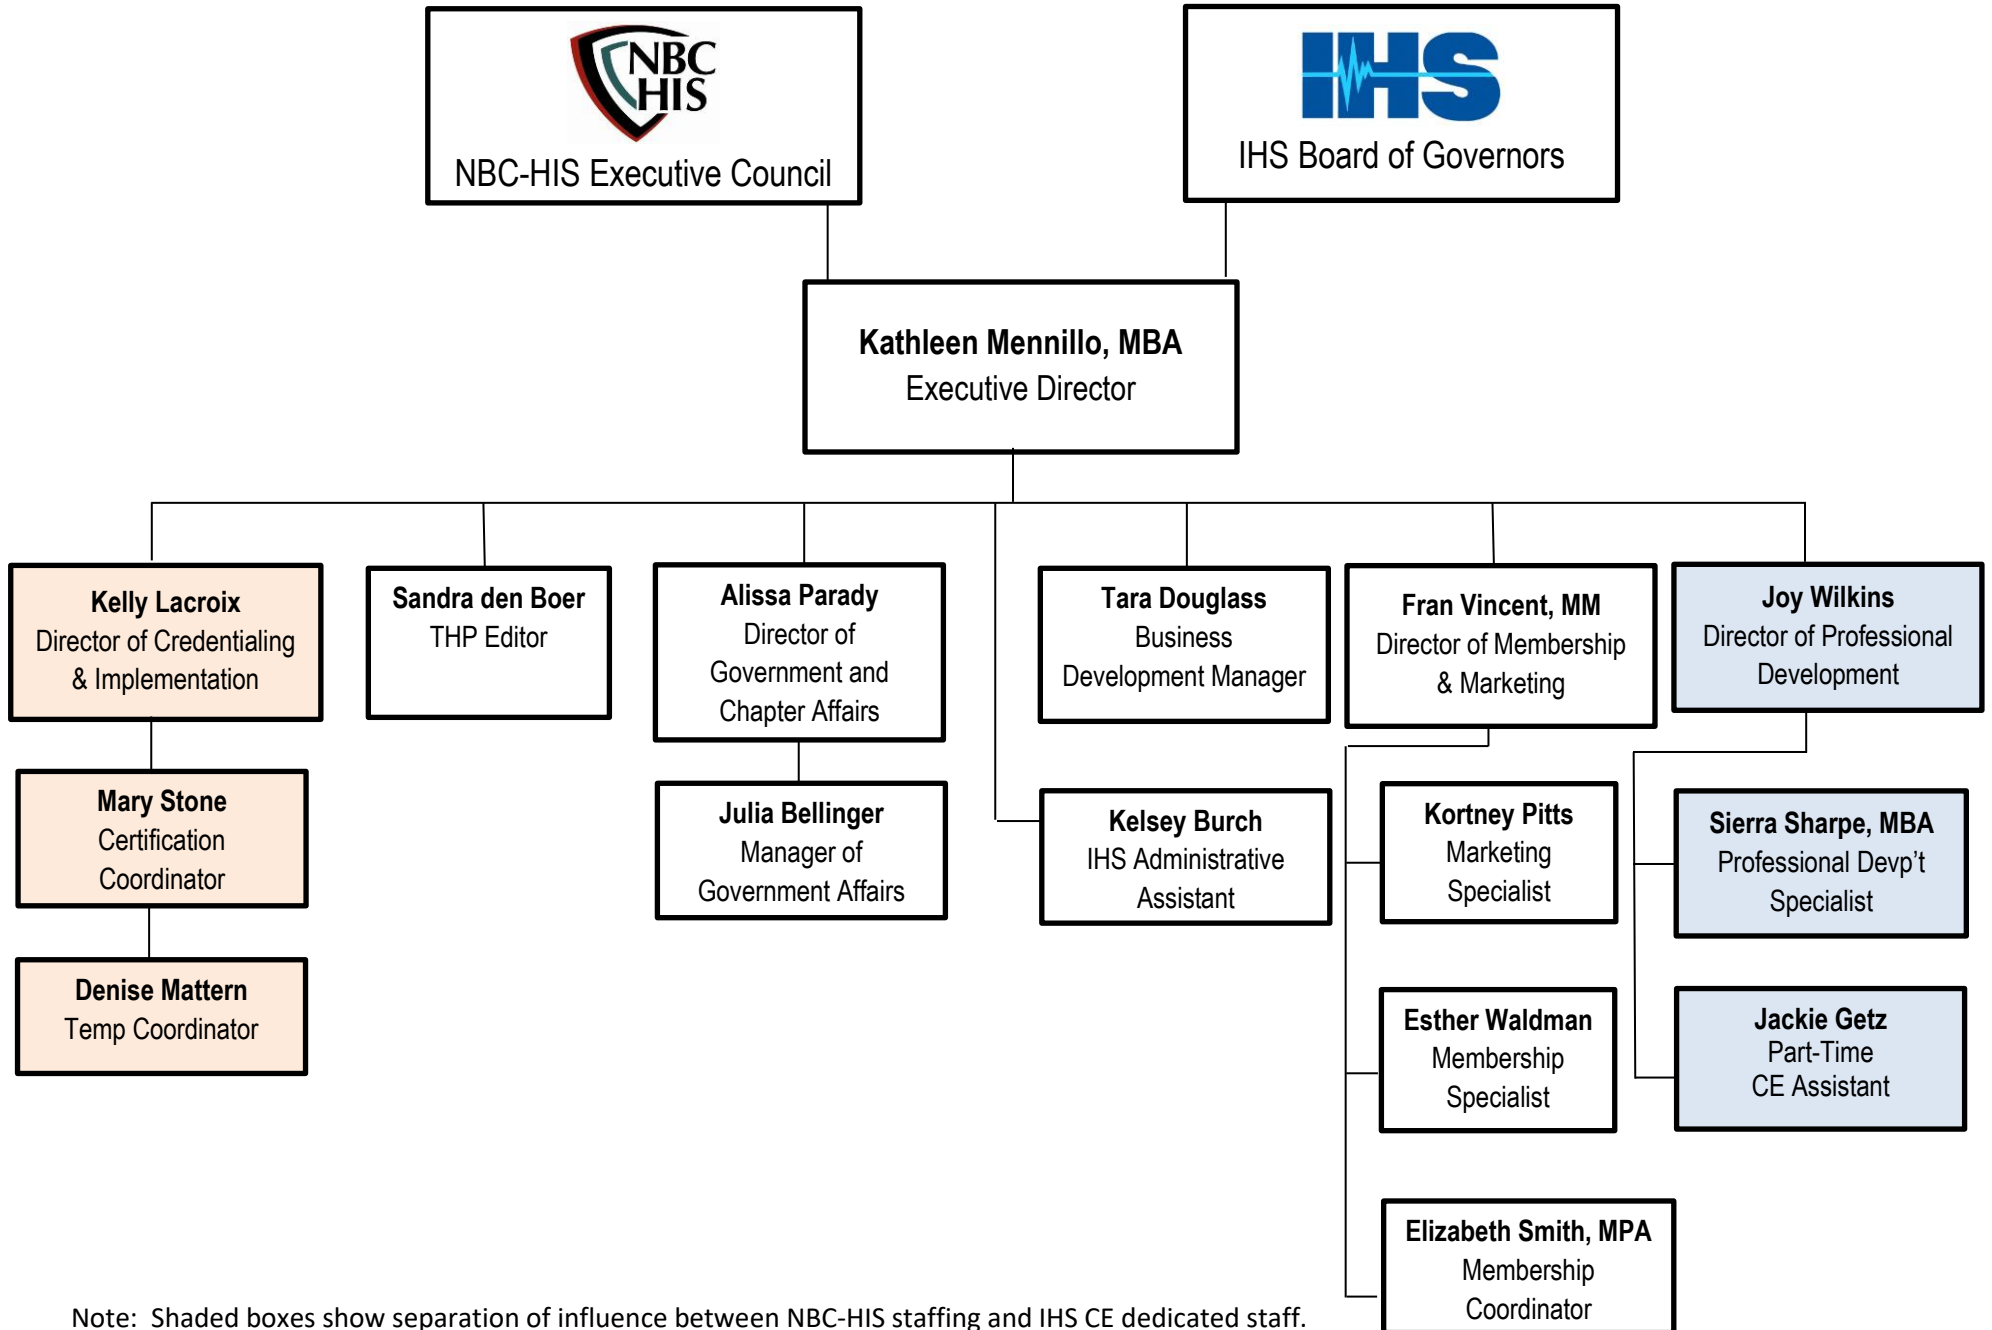 NBC
HIS
NBC-HIS Executive Council
IHS
IHS Board of Governors
Kathleen Mennillo, MBA
Executive Director
Kelly Lacroix
Director of Credentialing
& Implementation
Sandra den Boer
THP Editor
Alissa Parady
Director of
Government and
Chapter Affairs
Tara Douglass
Business
Development Manager
Fran Vincent, MM
Director of Membership
& Marketing
Joy Wilkins
Director of Professional
Development
Mary Stone
Certification
Coordinator
Julia Bellinger
Manager of
Government Affairs
Kelsey Burch
IHS Administrative
Assistant
Kortney Pitts
Marketing
Specialist
Sierra Sharpe, MBA
Professional Devp't
Specialist
Denise Mattern
Temp Coordinator
Esther Waldman
Membership
Specialist
Jackie Getz
Part-Time
CE Assistant
Elizabeth Smith, MPA
Membership
Coordinator
Note:  Shaded boxes show separation of influence between NBC-HIS staffing and IHS CE dedicated staff.